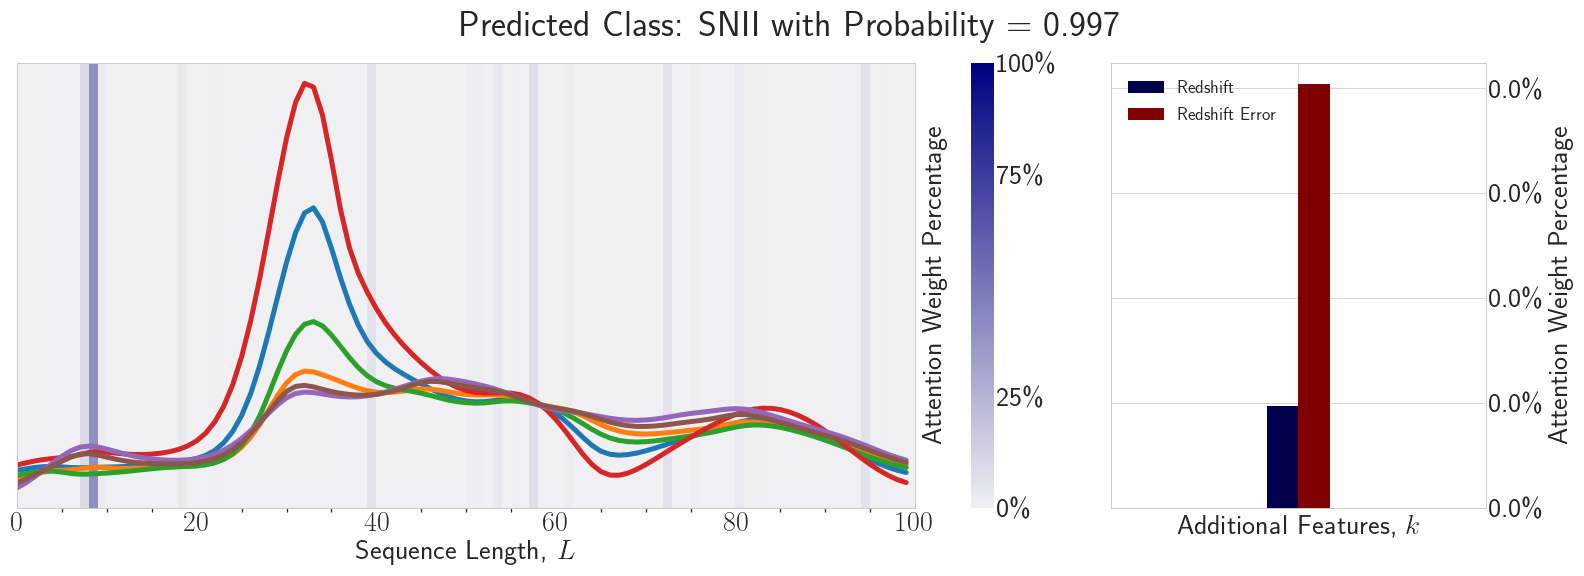 Predicted Class: SNII with Probability = 0.997
0
20
40
60
80
100
Sequence Length, L
100%
75%
25%
0%
Attention Weight Percentage
Redshift
Redshift Error
0.0%
0.0%
0.0%
0.0%
0.0%
Additional Features, k
Attention Weight Percentage